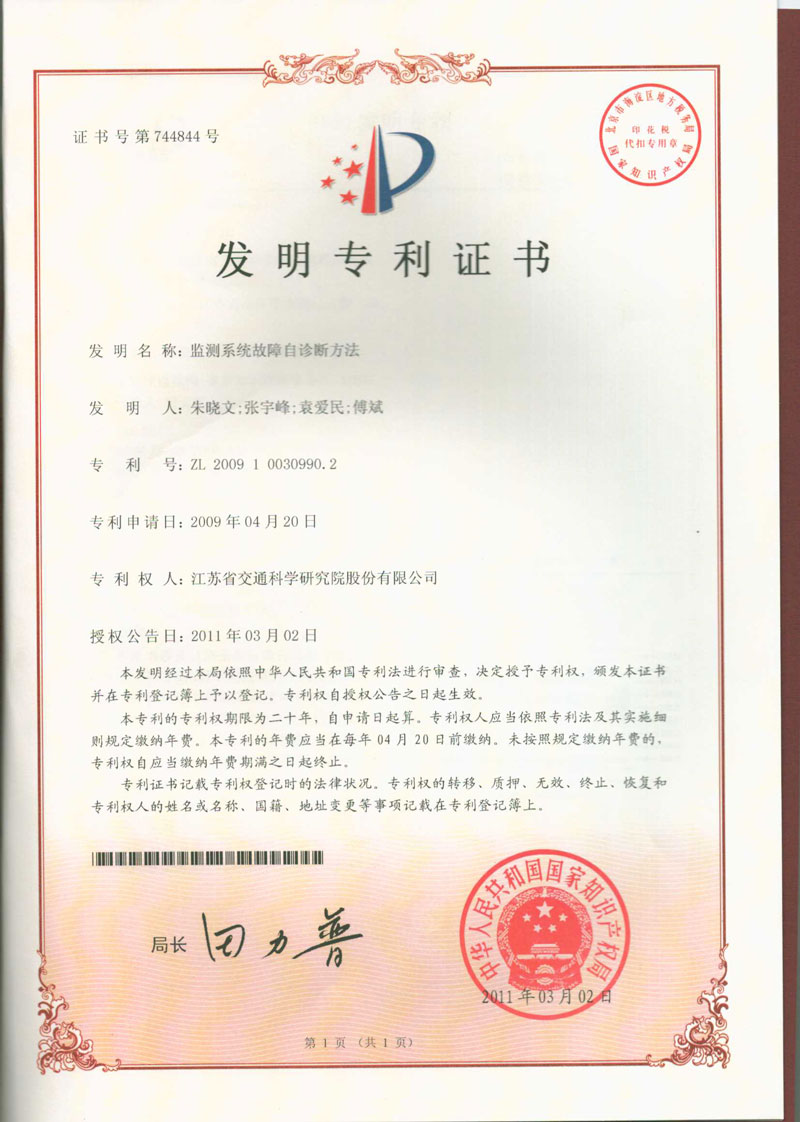 证书号第744844号
北京市海淀区地方税务局
印花税
代扣专用章
国家知识产权局
发明专利证书
发明名称：监测系统故障自诊断方法
发明人：朱晓文;张宇峰;袁爱民;傅斌
专利号：ZL 2009 1 0030990.2
专利申请日：2009年04月20日
专利权人：江苏省交通科学研究院股份有限公司
授权公告日：2011年03月02日
本发明经过本局依照中华人民共和国专利法进行审查，决定授予专利权，颁发本证书
并在专利登记簿上予以登记。专利权自授权公告之日起生效。
本专利的专利权期限为二十年，自申请日起算。专利权人应当依照专利法及其实施细
则规定缴纳年费。本专利的年费应当在每年04月20日前缴纳。未按照规定缴纳年费的，
专利权自应当缴纳年费期满之日起终止。
专利证书记载专利权登记时的法律状况。专利权的转移、质押、无效、终止、恢复和
专利权人的姓名或名称、国籍、地址变更等事项记载在专利登记簿上。
局长 田力普
中华人民共和国国家知识产权局
2011年03月02日
第1页（共1页）